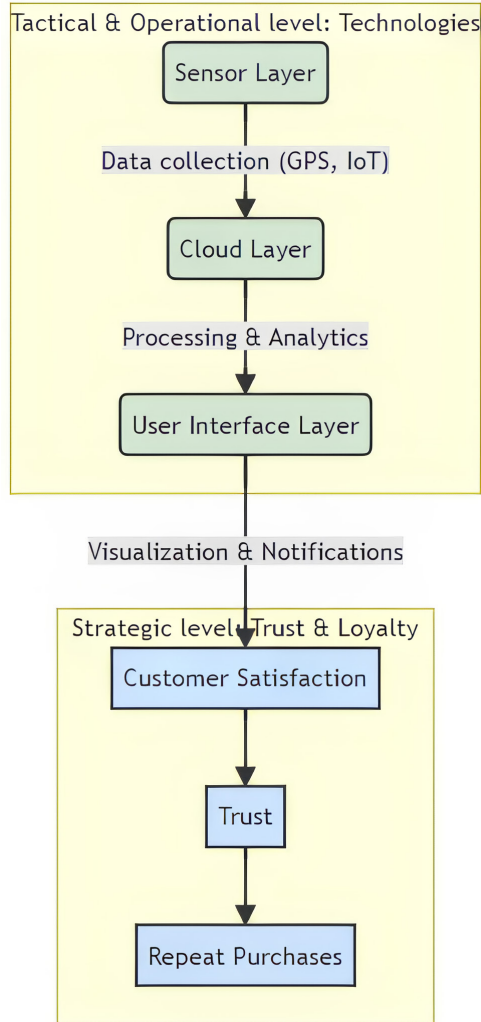 Tactical & Operational level: Technologies
Sensor Layer
Data collection (GPS, IoT)
Cloud Layer
Processing & Analytics
User Interface Layer
Visualization & Notifications
Strategic level: Trust & Loyalty
Customer Satisfaction
Trust
Repeat Purchases